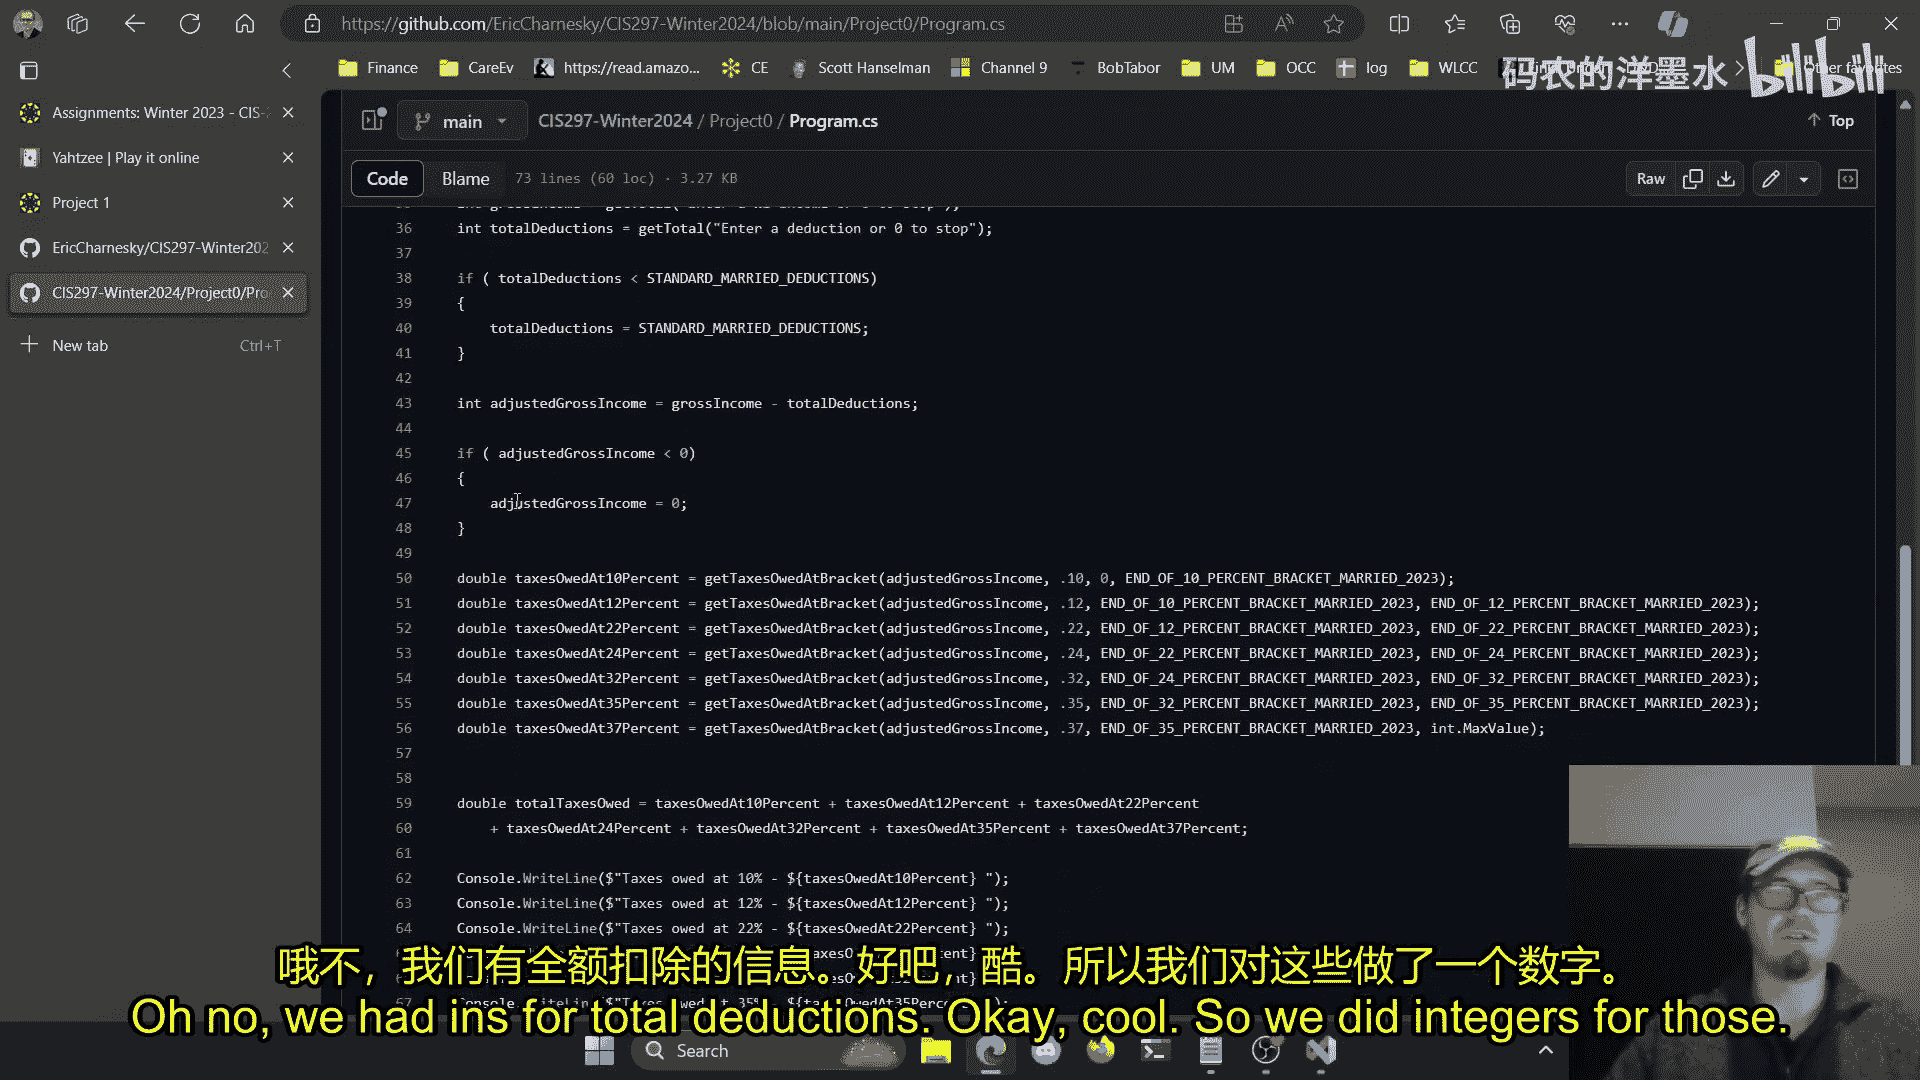 https://github.com/EricCharnesky/CIS297-Winter2024/blob/main/Project0/Program.cs
Finance
CareEv
https://read.amazo...
CE
Scott Hanselman
Channel 9
BobTabor
UM
OCC
log
WLCC
Other favorites
码农的洋墨水
bilibili
Assignments: Winter 2023 - CIS-
Yahtzee | Play it online
Project 1
EricCharnesky/CIS297-Winter202
CIS297-Winter2024/Project0/Pro
New tab Ctrl+T
main
CIS297-Winter2024 / Project0 / Program.cs
Top
Code Blame 73 lines (60 loc) · 3.27 KB
Raw
36 int totalDeductions = getTotal("Enter a deduction or 0 to stop");
37
38 if ( totalDeductions < STANDARD_MARRIED_DEDUCTIONS)
39 {
40 totalDeductions = STANDARD_MARRIED_DEDUCTIONS;
41 }
42
43 int adjustedGrossIncome = grossIncome - totalDeductions;
44
45 if ( adjustedGrossIncome < 0)
46 {
47 adjustedGrossIncome = 0;
48 }
49
50 double taxesOwedAt10Percent = getTaxesOwedAtBracket(adjustedGrossIncome, .10, 0, END_OF_10_PERCENT_BRACKET_MARRIED_2023);
51 double taxesOwedAt12Percent = getTaxesOwedAtBracket(adjustedGrossIncome, .12, END_OF_10_PERCENT_BRACKET_MARRIED_2023, END_OF_12_PERCENT_BRACKET_MARRIED_2023);
52 double taxesOwedAt22Percent = getTaxesOwedAtBracket(adjustedGrossIncome, .22, END_OF_12_PERCENT_BRACKET_MARRIED_2023, END_OF_22_PERCENT_BRACKET_MARRIED_2023);
53 double taxesOwedAt24Percent = getTaxesOwedAtBracket(adjustedGrossIncome, .24, END_OF_22_PERCENT_BRACKET_MARRIED_2023, END_OF_24_PERCENT_BRACKET_MARRIED_2023);
54 double taxesOwedAt32Percent = getTaxesOwedAtBracket(adjustedGrossIncome, .32, END_OF_24_PERCENT_BRACKET_MARRIED_2023, END_OF_32_PERCENT_BRACKET_MARRIED_2023);
55 double taxesOwedAt35Percent = getTaxesOwedAtBracket(adjustedGrossIncome, .35, END_OF_32_PERCENT_BRACKET_MARRIED_2023, END_OF_35_PERCENT_BRACKET_MARRIED_2023);
56 double taxesOwedAt37Percent = getTaxesOwedAtBracket(adjustedGrossIncome, .37, END_OF_35_PERCENT_BRACKET_MARRIED_2023, int.MaxValue);
57
58
59 double totalTaxesOwed = taxesOwedAt10Percent + taxesOwedAt12Percent + taxesOwedAt22Percent
60 + taxesOwedAt24Percent + taxesOwedAt32Percent + taxesOwedAt35Percent + taxesOwedAt37Percent;
61
62 Console.WriteLine($"Taxes owed at 10% - ${taxesOwedAt10Percent} ");
63 Console.WriteLine($"Taxes owed at 12% - ${taxesOwedAt12Percent} ");
64 Console.WriteLine($"Taxes owed at 22% - ${taxesOwedAt22Percent} ");
哦不，我们有全额扣除的信息。好吧，酷。所以我们对这些做了一个数字。
Oh no, we had ins for total deductions. Okay, cool. So we did integers for those.
Search